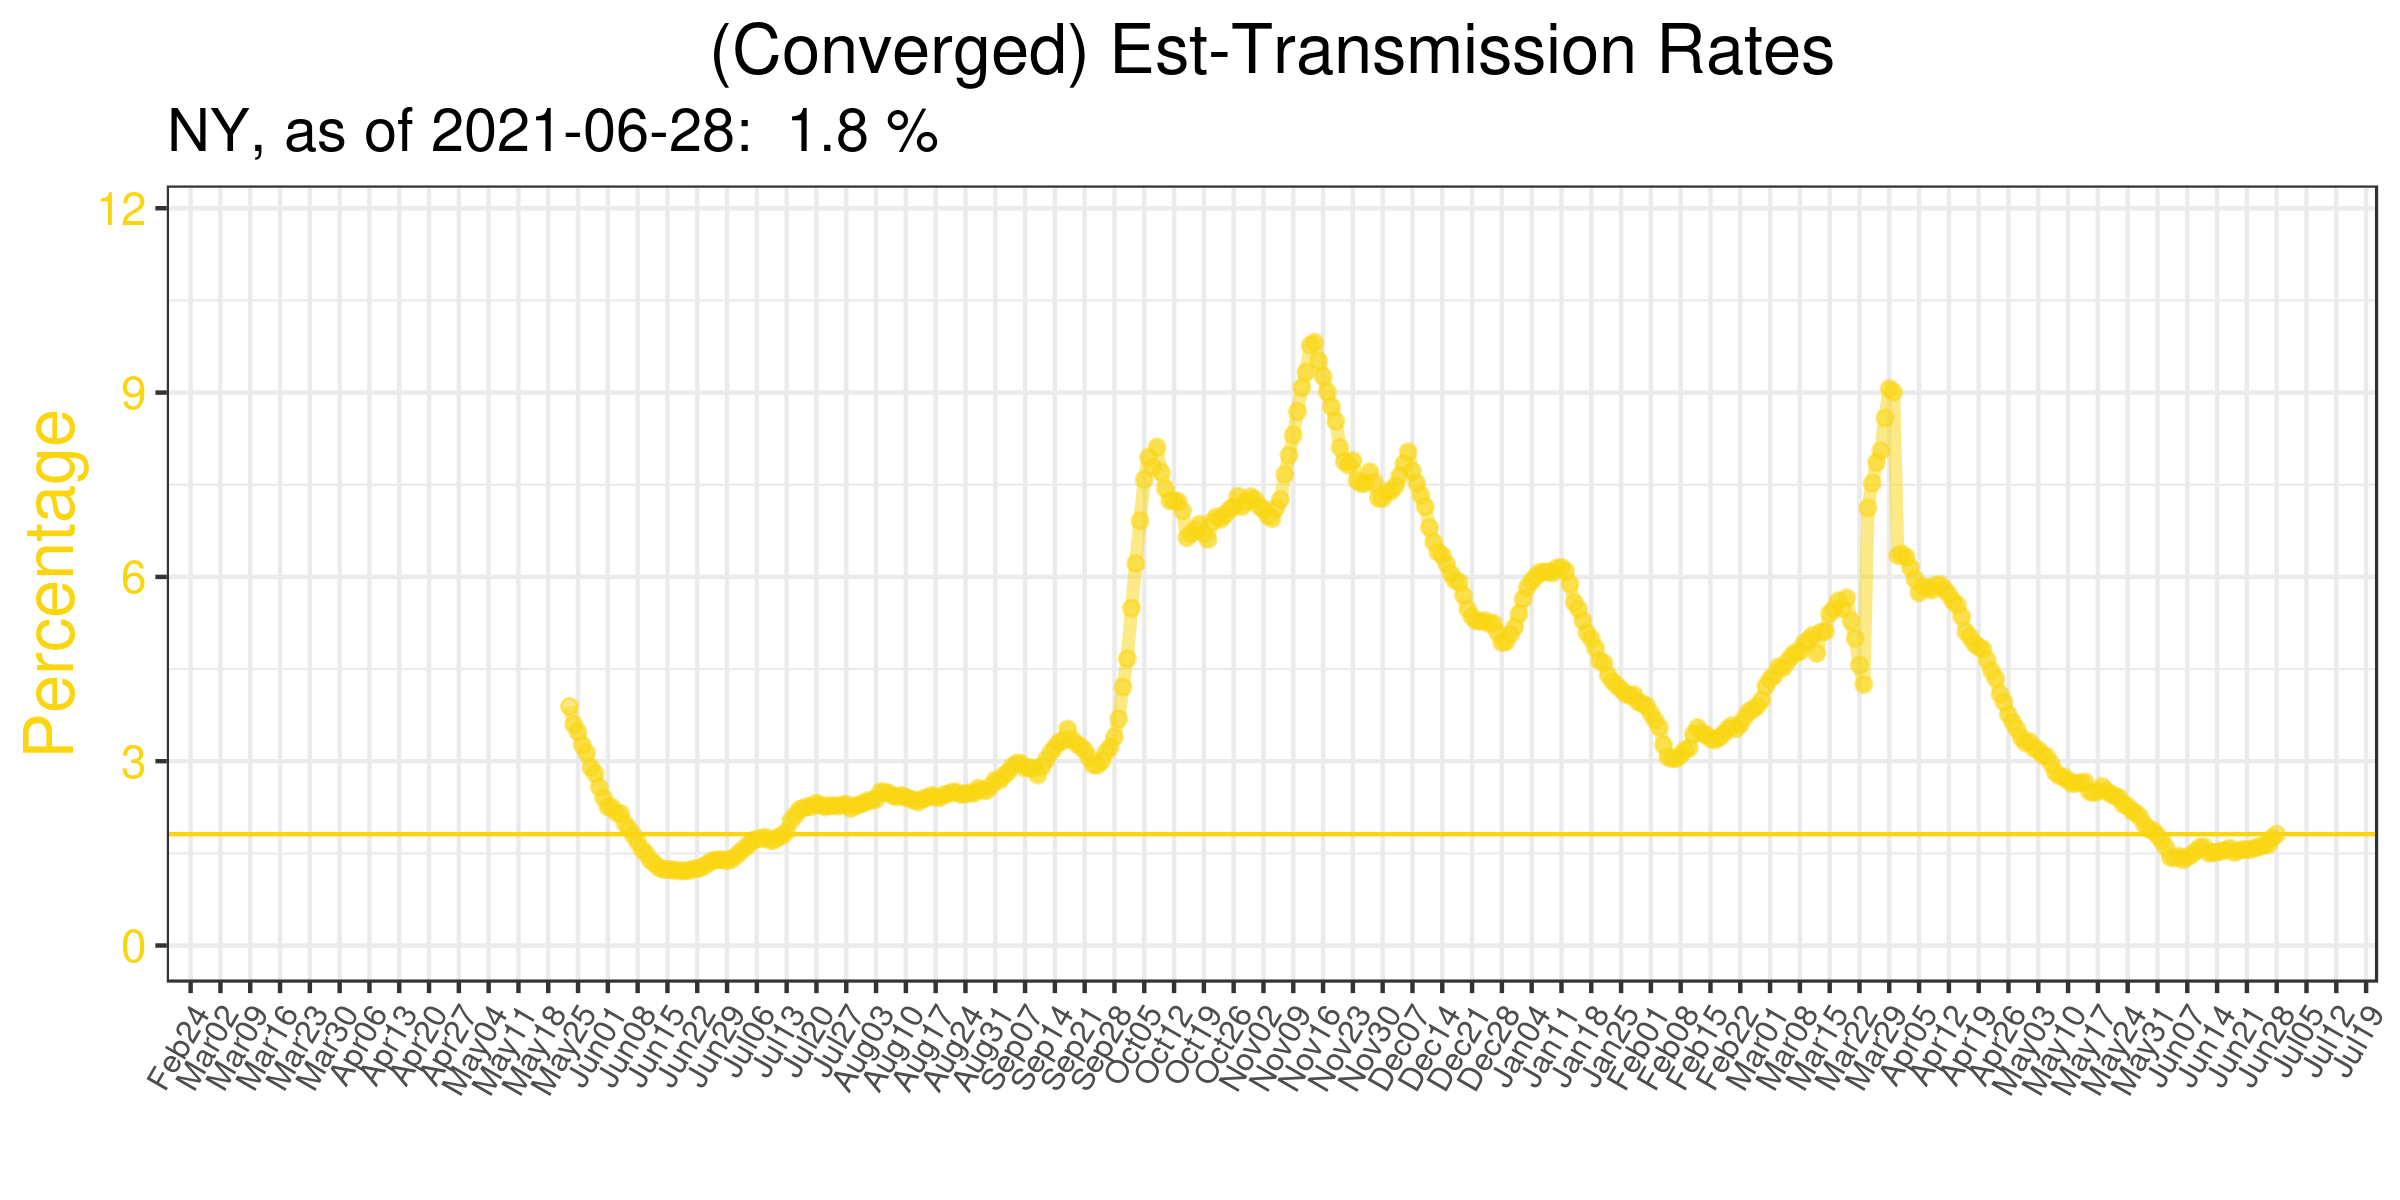 (Converged) Est-Transmission Rates
NY, as of 2021-06-28:  1.8 %
Percentage
12
9
6
3
0
Feb24
Mar02
Mar09
Mar16
Mar23
Mar30
Apr06
Apr13
Apr20
Apr27
May04
May11
May18
May25
Jun01
Jun08
Jun15
Jun22
Jun29
Jul06
Jul13
Jul20
Jul27
Aug03
Aug10
Aug17
Aug24
Aug31
Sep07
Sep14
Sep21
Sep28
Oct05
Oct12
Oct19
Oct26
Nov02
Nov09
Nov16
Nov23
Nov30
Dec07
Dec14
Dec21
Dec28
Jan04
Jan11
Jan18
Jan25
Feb01
Feb08
Feb15
Feb22
Mar01
Mar08
Mar15
Mar22
Mar29
Apr05
Apr12
Apr19
Apr26
May03
May10
May17
May24
May31
Jun07
Jun14
Jun21
Jun28
Jul05
Jul12
Jul19